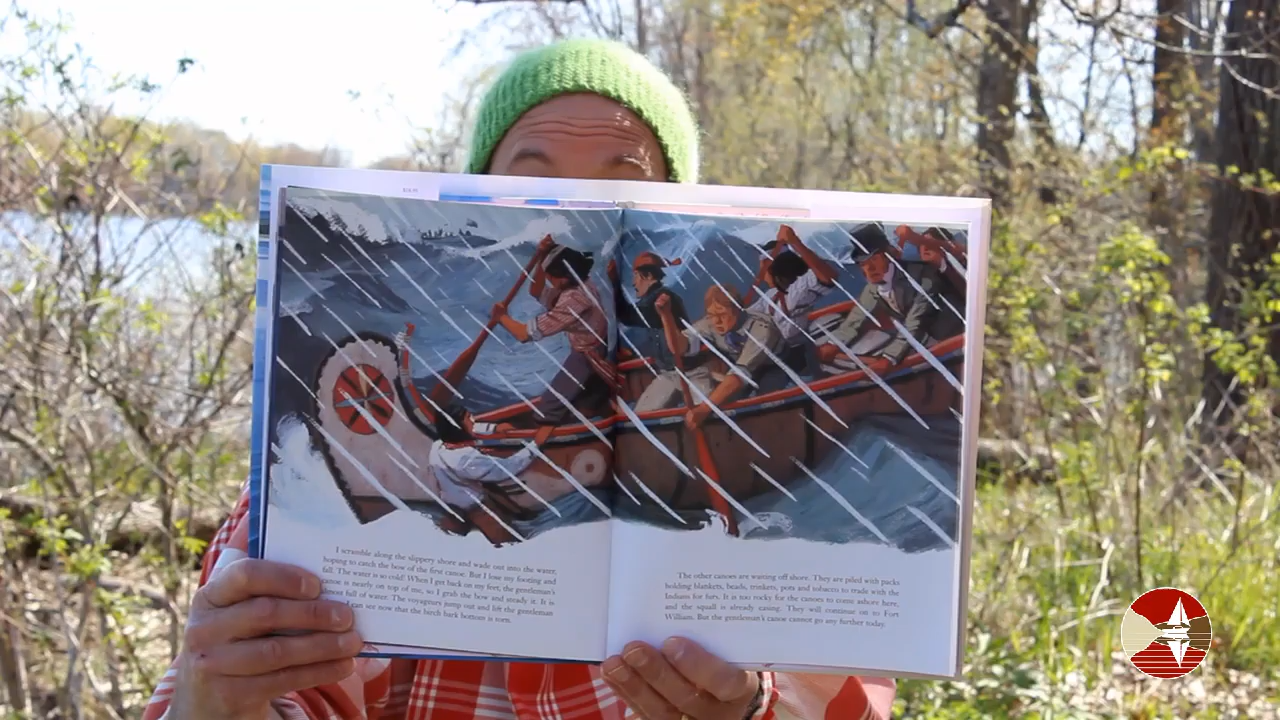 I scramble along the slippery shore and wade out into the water,
hoping to catch the bow of the first canoe. But I lose my footing and
fall. The water is so cold! When I get back on my feet, the gentleman's
canoe is nearly on top of me, so I grab the bow and steady it. It is
almost full of water. The voyageurs jump out and lift the gentleman
I can see now that the birch bark bottom is torn.
The other canoes are waiting off shore. They are piled with packs
holding blankets, beads, trinkets, pots and tobacco to trade with the
Indians for furs. It is too rocky for the canoes to come ashore here,
and the squall is already easing. They will continue on to Fort
William. But the gentleman's canoe cannot go any further today.